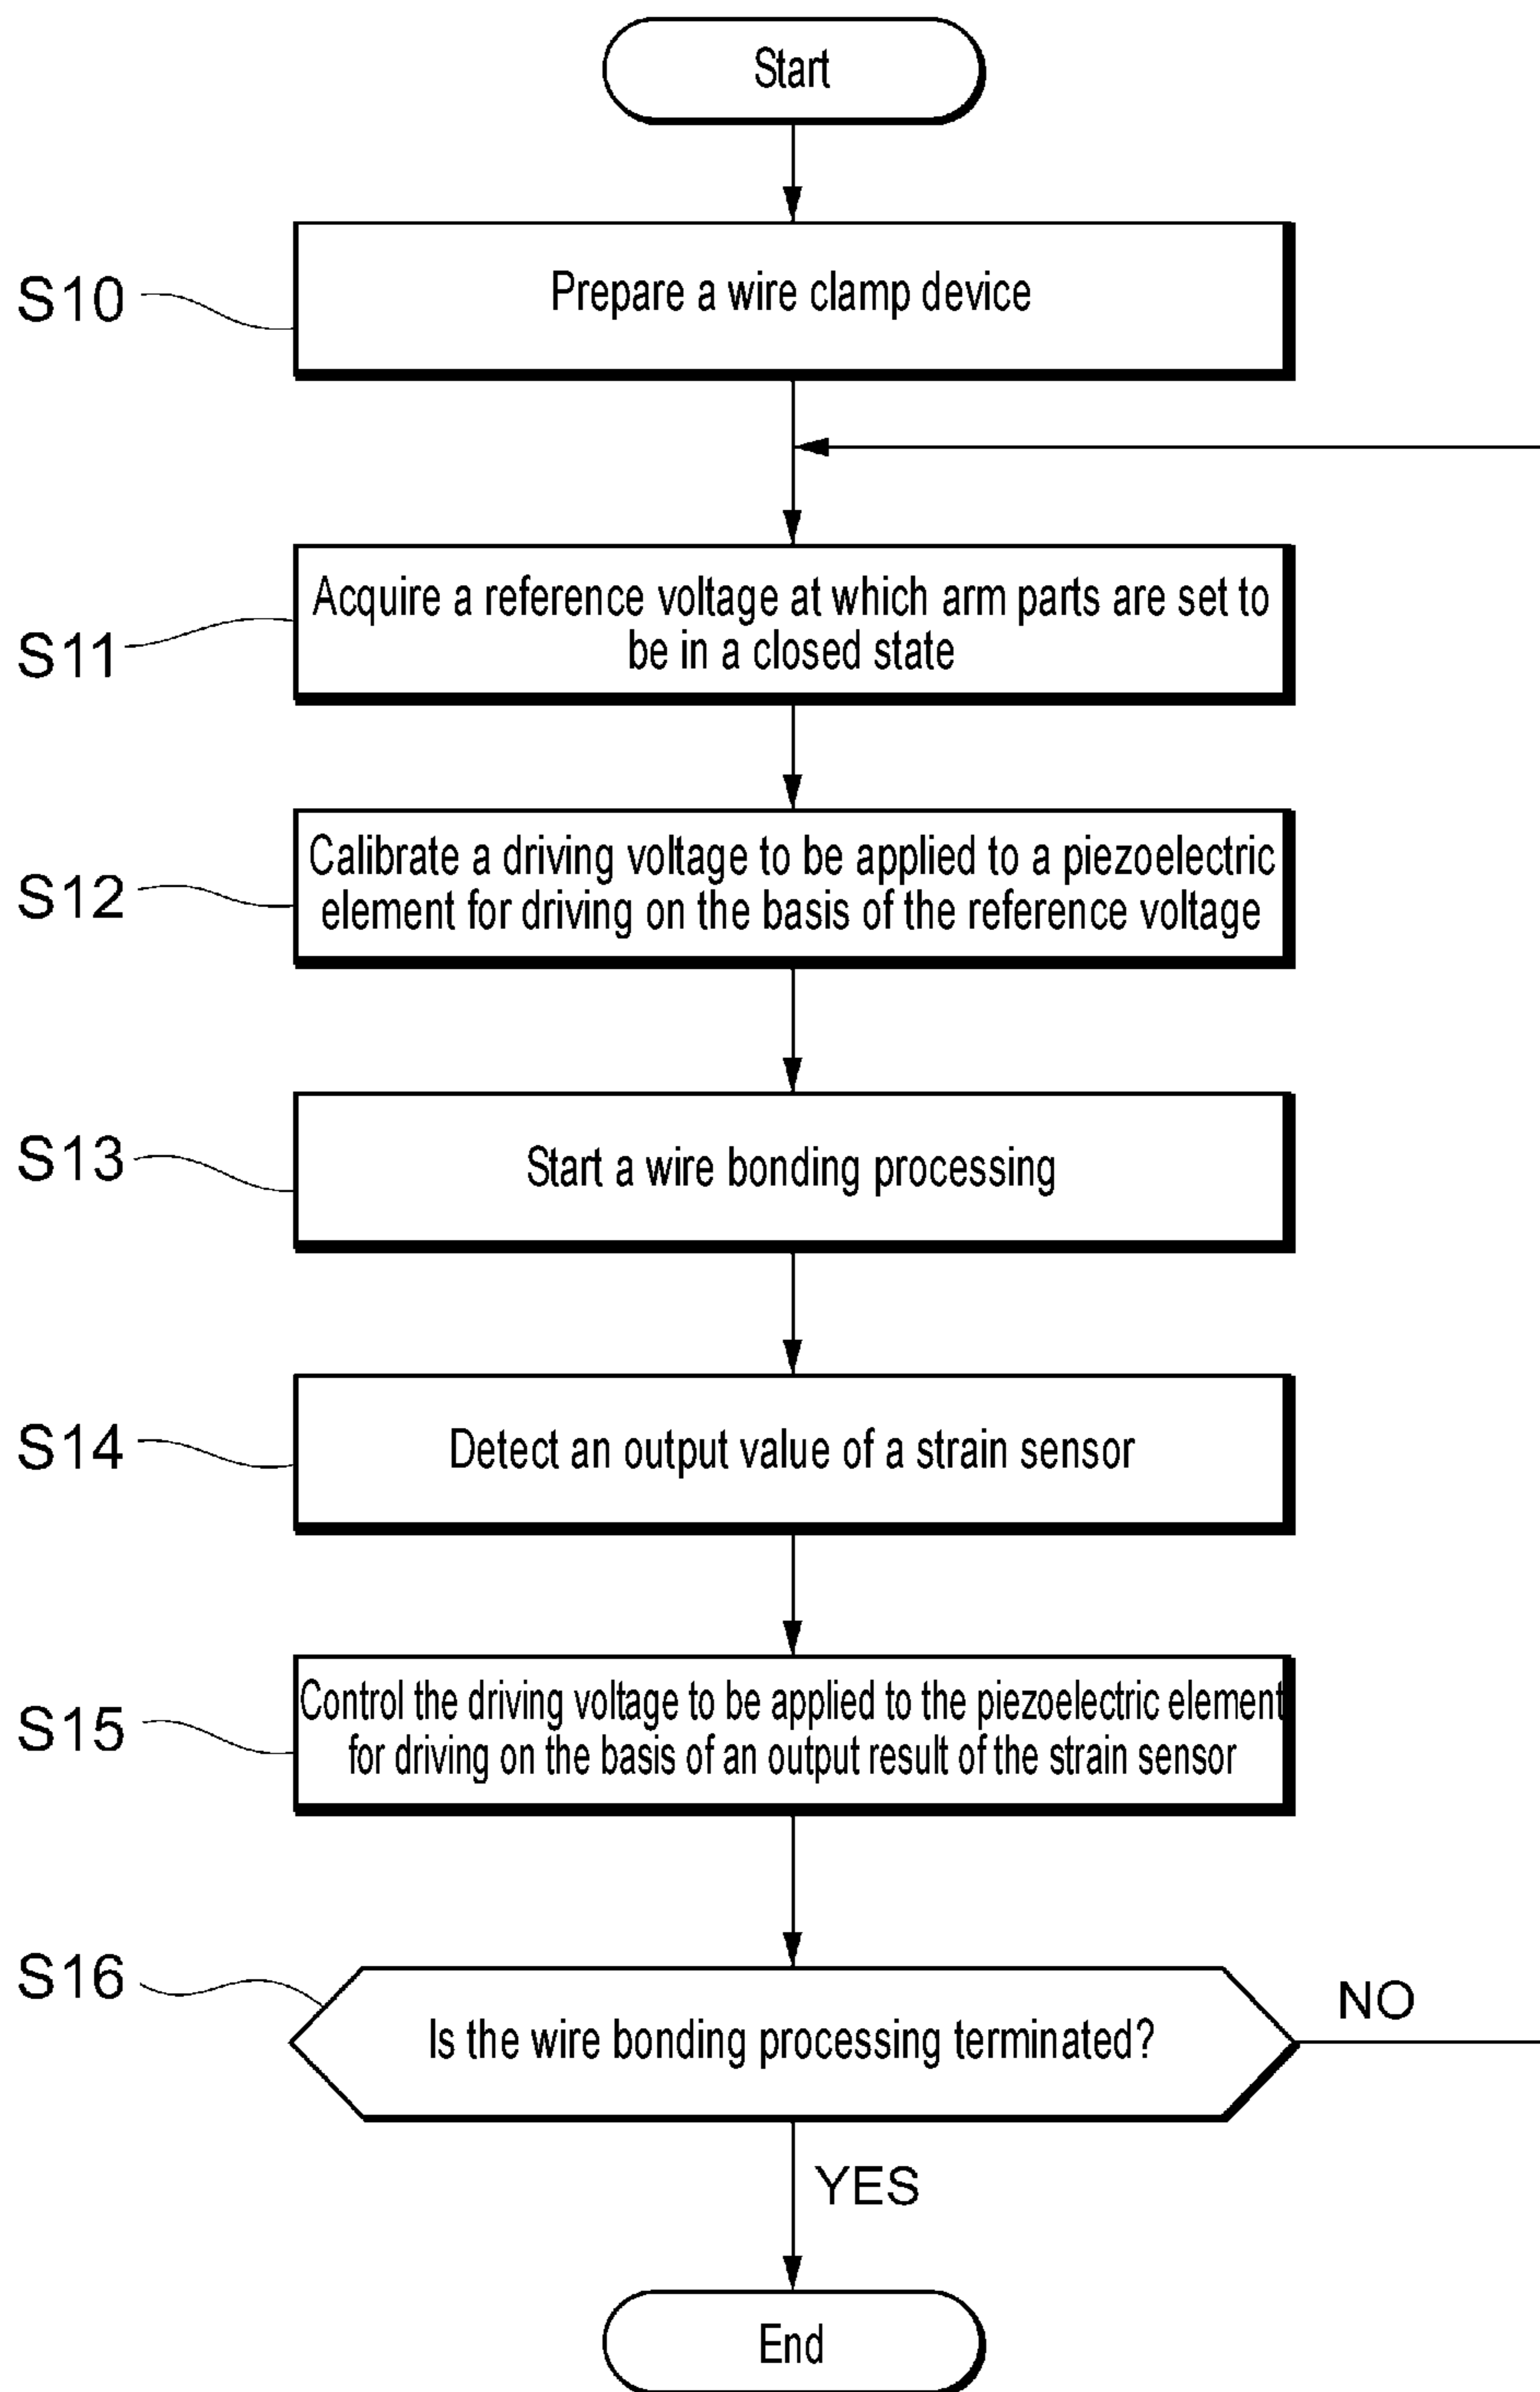 Start
S10
Prepare a wire clamp device
S11
Acquire a reference voltage at which arm parts are set to
be in a closed state
S12
Calibrate a driving voltage to be applied to a piezoelectric
element for driving on the basis of the reference voltage
S13
Start a wire bonding processing
S14
Detect an output value of a strain sensor
S15
Control the driving voltage to be applied to the piezoelectric element
for driving on the basis of an output result of the strain sensor
S16
Is the wire bonding processing terminated?
NO
YES
End